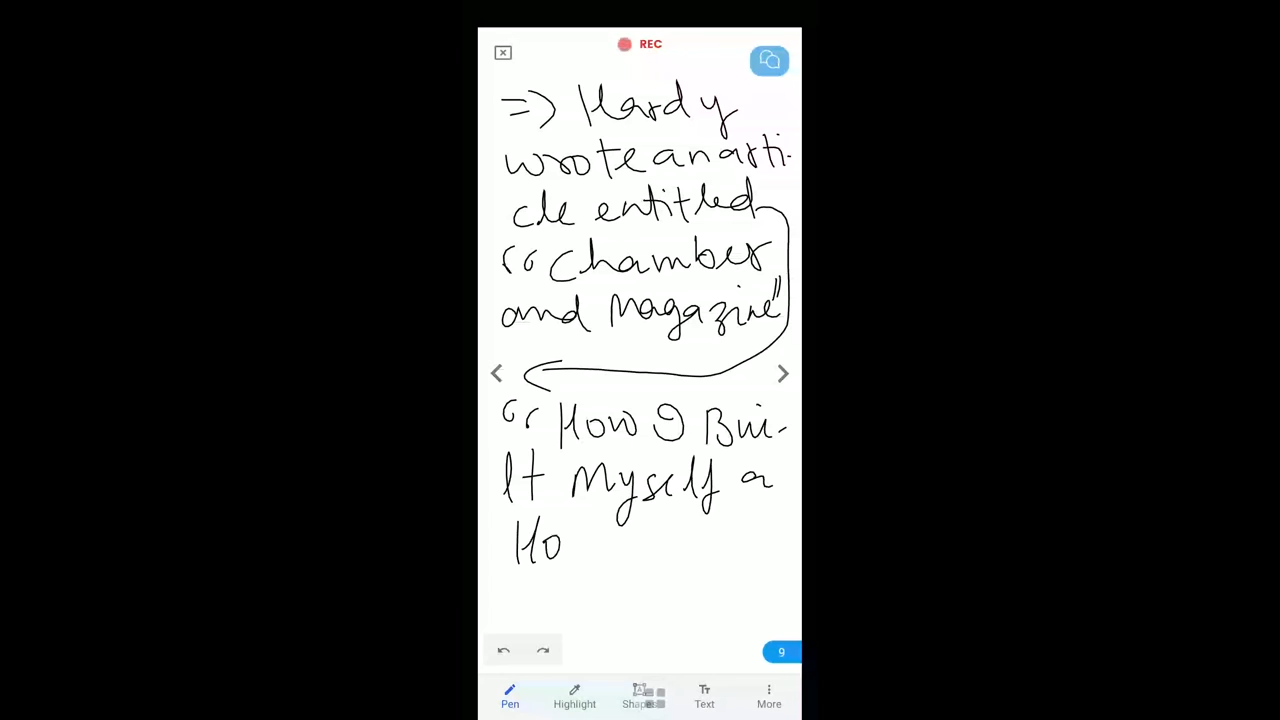 REC
=> Hardy
wrote an arti-
cle entitled
"Chamber
and Magazine"
"How I Bui-
lt Myself a
Ho
9
Pen Highlight Shapes Text More